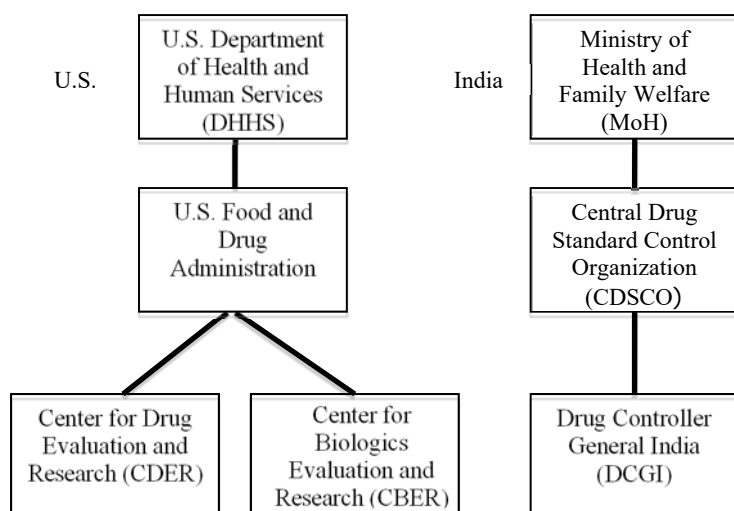 U.S.
U.S. Department
of Health and
Human Services
(DHHS)
U.S. Food and
Drug
Administration
Center for Drug
Evaluation and
Research (CDER)
Center for
Biologics
Evaluation and
Research (CBER)
India
Ministry of
Health and
Family Welfare
(MoH)
Central Drug
Standard Control
Organization
(CDSCO)
Drug Controller
General India
(DCGI)